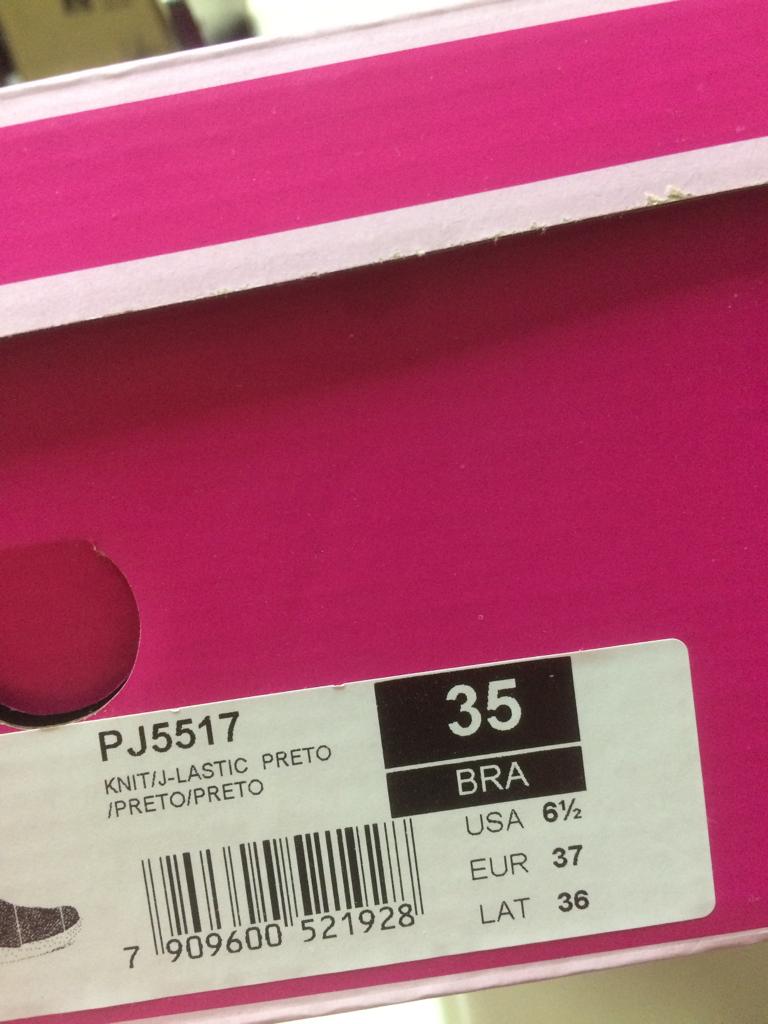 PJ5517
KNIT/J-LASTIC PRETO
/PRETO/PRETO
35
BRA
USA 6½
EUR 37
LAT 36
7 909600 521928